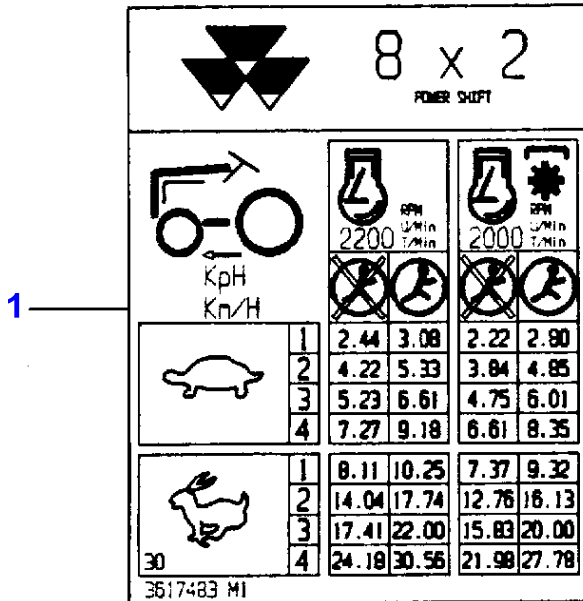 8 x 2
POWER SHIFT
RPM RPM
U/Min U/Min
2200 T/Min 2000 T/Min
KpH
Km/H
1
1 2.44 3.08 2.22 2.80
2 4.22 5.33 3.84 4.85
3 5.23 6.61 4.75 6.01
4 7.27 9.18 6.61 8.35
1 8.11 10.25 7.37 9.32
2 14.04 17.74 12.76 16.13
3 17.41 22.00 15.83 20.00
30 4 24.18 30.56 21.98 27.78
3617483 M1